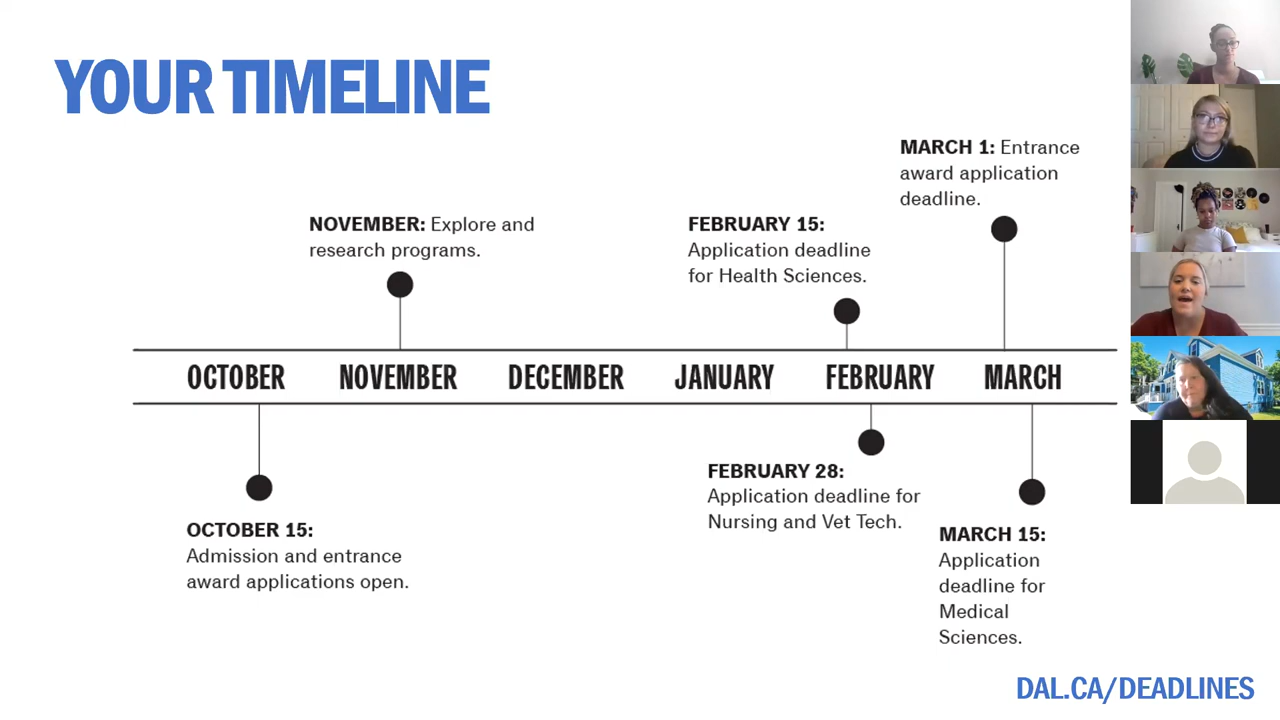 YOUR TIMELINE
MARCH 1: Entrance
award application
deadline.
NOVEMBER: Explore and
research programs.
FEBRUARY 15:
Application deadline
for Health Sciences.
OCTOBER NOVEMBER DECEMBER JANUARY FEBRUARY MARCH
FEBRUARY 28:
Application deadline for
Nursing and Vet Tech.
OCTOBER 15:
Admission and entrance
award applications open.
MARCH 15:
Application
deadline for
Medical
Sciences.
DAL.CA/DEADLINES